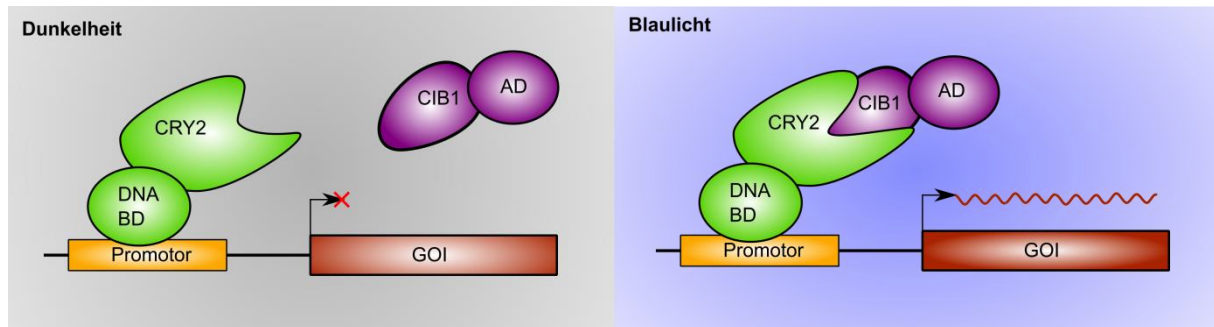 Dunkelheit
CIB1
AD
CRY2
DNA
BD
Promotor
GOI
Blaulicht
CIB1
AD
CRY2
DNA
BD
Promotor
GOI